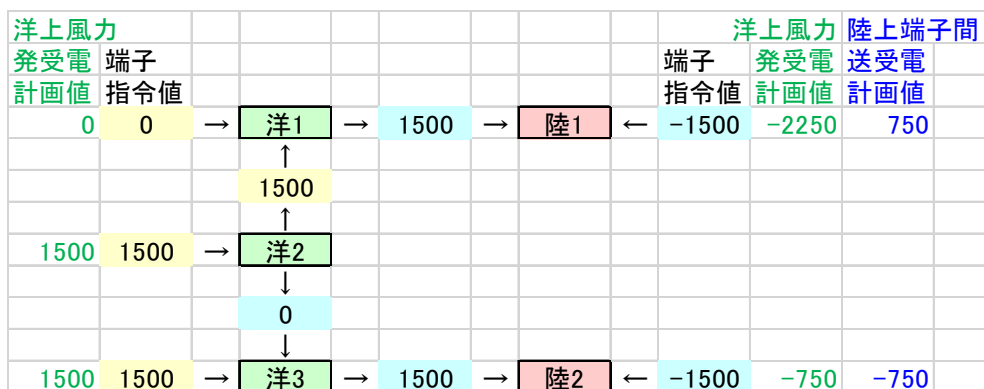 洋上風力 洋上風力 陸上端子間
発受電 端子 端子 発受電 送受電
計画値 指令値 指令値 計画値 計画値
0 0 → 洋1 → 1500 → 陸1 ← -1500 -2250 750
↑
1500
↑
1500 1500 → 洋2
↓
0
↓
1500 1500 → 洋3 → 1500 → 陸2 ← -1500 -750 -750